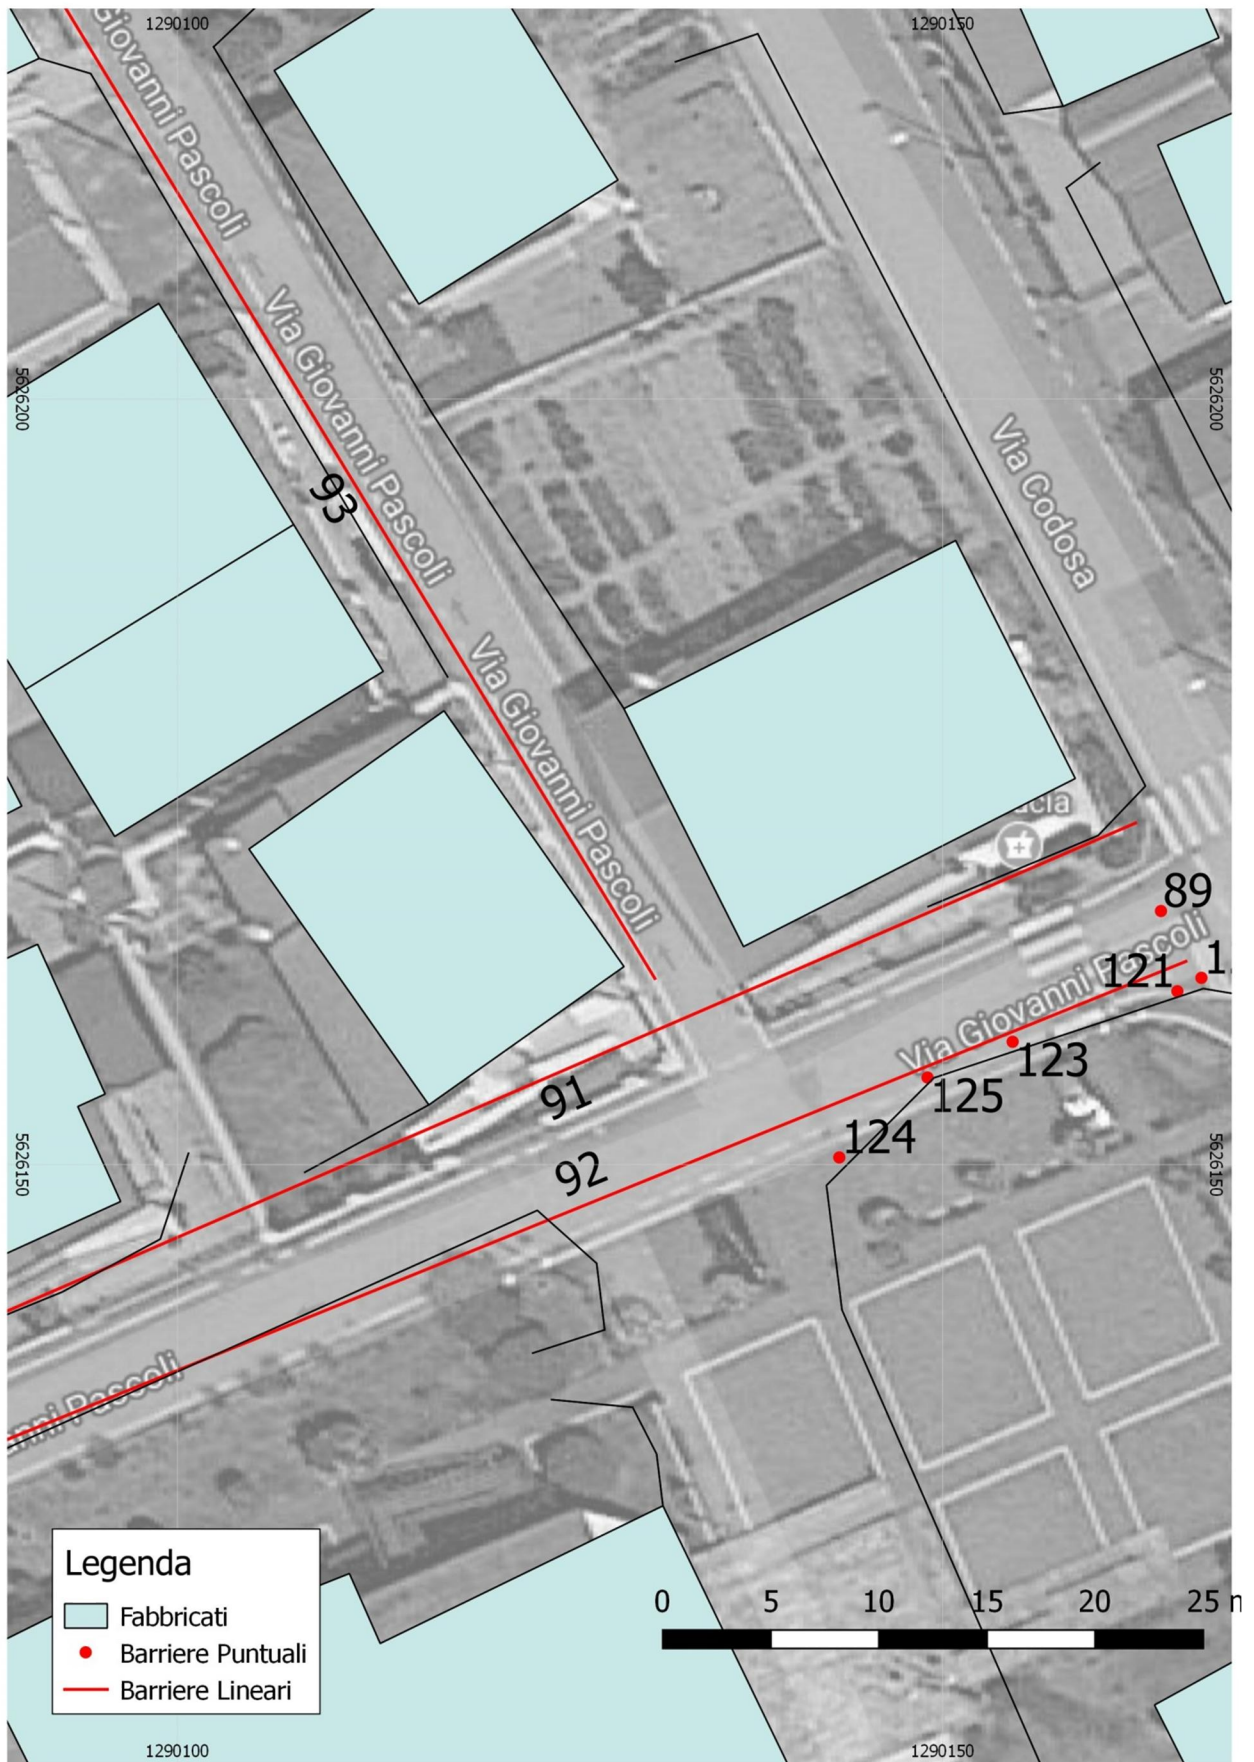 1290100
1290150
Giovanni Pascoli
Via Giovanni Pascoli
5626200
5626200
Via Codosa
93
Via Giovanni Pascoli
89
Via Giovanni Pascoli
121
1
123
125
124
91
92
5626150
5626150
Legenda
Fabbricati
Barriere Puntuali
Barriere Lineari
0 5 10 15 20 25
1290100
1290150